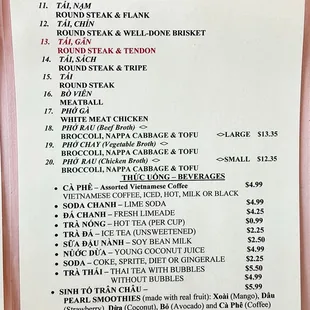 11. TÁI, NẠM
ROUND STEAK & FLANK
12. TÁI, CHÍN
ROUND STEAK & WELL-DONE BRISKET
13. TÁI, GÂN
ROUND STEAK & TENDON
14. TÁI, SÁCH
ROUND STEAK & TRIPE
15. TÁI
ROUND STEAK
16. BÒ VIÊN
MEATBALL
17. PHỞ GÀ
WHITE MEAT CHICKEN
18. PHỞ RAU (Beef Broth) <>
BROCCOLI, NAPPA CABBAGE & TOFU <>LARGE $13.35
19. PHỞ CHAY (Vegetable Broth) <>
BROCCOLI, NAPPA CABBAGE & TOFU
20. PHỞ RAU (Chicken Broth) <> <>SMALL $12.35
BROCCOLI, NAPPA CABBAGE & TOFU
THỨC UỐNG – BEVERAGES
• CÀ PHÊ – Assorted Vietnamese Coffee $4.99
VIETNAMESE COFFEE, ICED, HOT, MILK OR BLACK
• SODA CHANH – LIME SODA $4.99
• ĐÁ CHANH – FRESH LIMEADE $4.25
• TRÀ NÓNG – HOT TEA (PER CUP) $0.99
• TRÀ ĐÁ – ICE TEA (UNSWEETENED) $2.25
• SỮA ĐẬU NÀNH – SOY BEAN MILK $2.50
• NƯỚC DỪA – YOUNG COCONUT JUICE $4.99
• SODA – COKE, SPRITE, DIET OR GINGERALE $2.25
• TRÀ THÁI – THAI TEA WITH BUBBLES $5.50
WITHOUT BUBBLES $4.99
• SINH TỐ TRÂN CHÂU – $5.99
PEARL SMOOTHIES (made with real fruit): Xoài (Mango), Dâu
(Strawberry), Dừa (Coconut), Bơ (Avocado) and Cà Phê (Coffee)